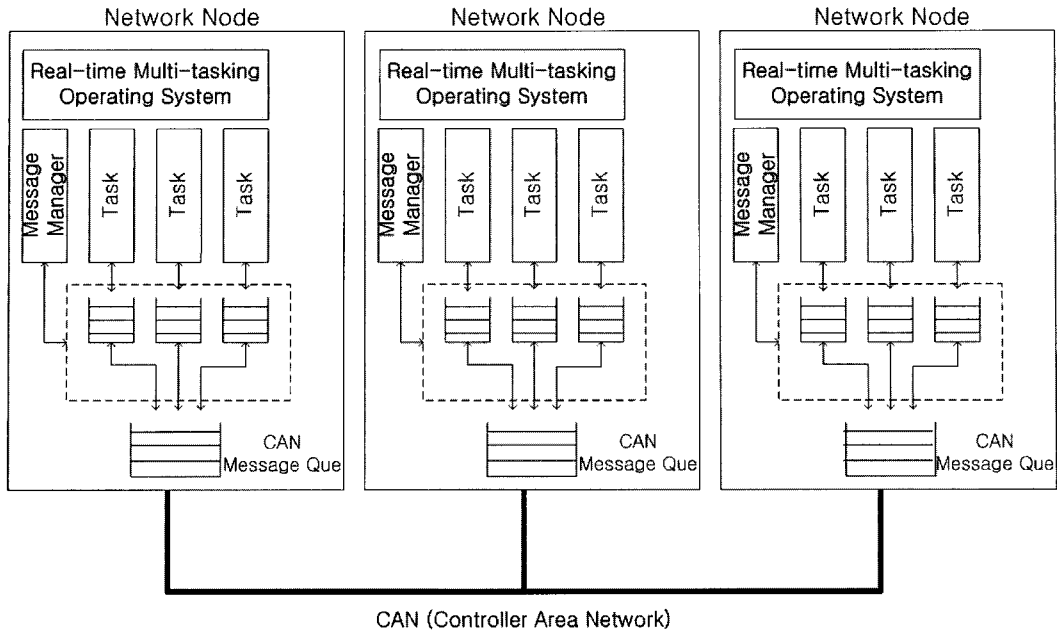 Network Node
Network Node
Network Node
Real-time Multi-tasking
Operating System
Message
Manager
Task
Task
Task
CAN
Message Que
Real-time Multi-tasking
Operating System
Message
Manager
Task
Task
Task
CAN
Message Que
Real-time Multi-tasking
Operating System
Message
Manager
Task
Task
Task
CAN
Message Que
CAN (Controller Area Network)